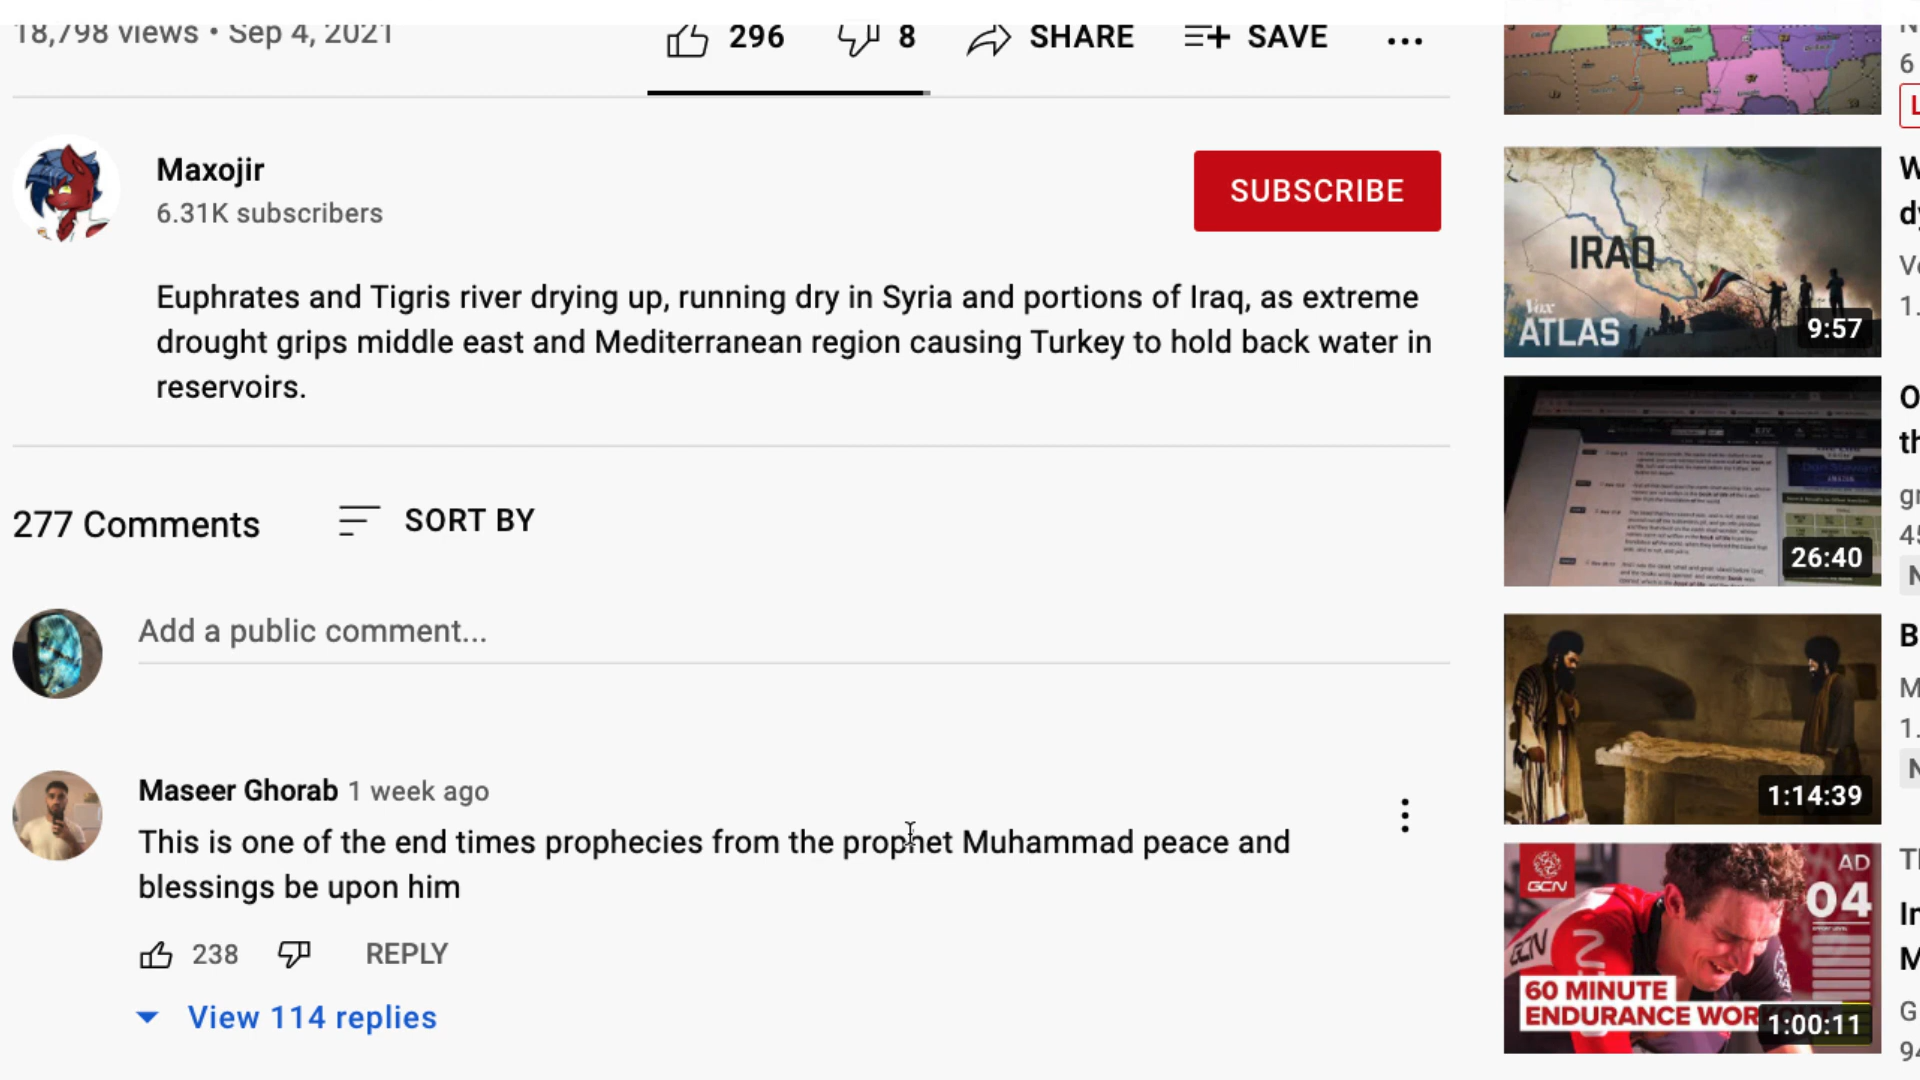 18,798 views • Sep 4, 2021
296
8
SHARE
SAVE
Maxojir
6.31K subscribers
SUBSCRIBE
Euphrates and Tigris river drying up, running dry in Syria and portions of Iraq, as extreme
drought grips middle east and Mediterranean region causing Turkey to hold back water in
reservoirs.
277 Comments
SORT BY
Add a public comment...
Maseer Ghorab 1 week ago
This is one of the end times prophecies from the prophet Muhammad peace and
blessings be upon him
238
REPLY
View 114 replies
IRAQ
Vox
ATLAS
9:57
26:40
1:14:39
GCN
AD
04
GCN
60 MINUTE
ENDURANCE WORKOUT
1:00:11